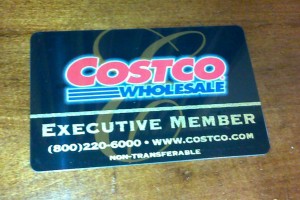 COSTCO
WHOLESALE
EXECUTIVE MEMBER
(800)220-6000 • WWW.COSTCO.COM
NON-TRANSFERABLE